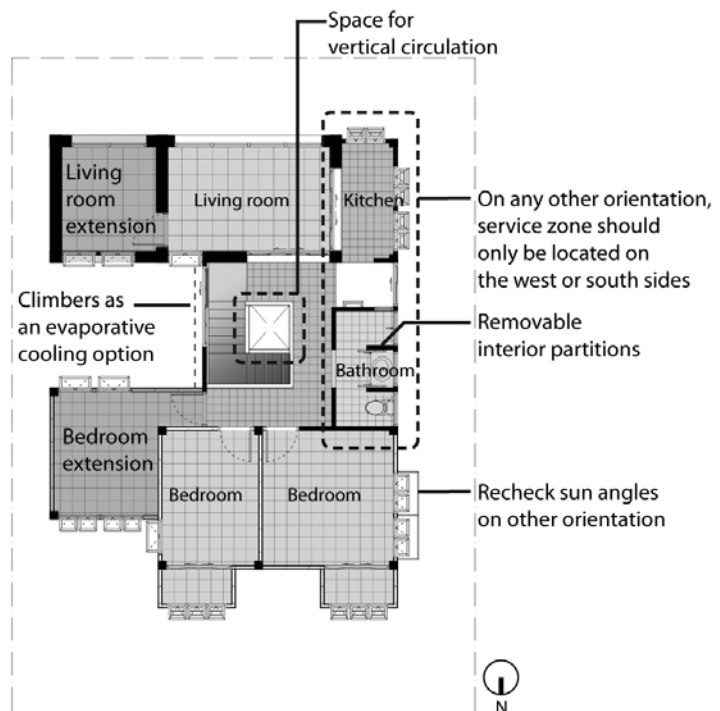 Space for
vertical circulation
Living
room
extension
Living room
Kitchen
On any other orientation,
service zone should
only be located on
the west or south sides
Climbers as
an evaporative
cooling option
Removable
interior partitions
Bathroom
Bedroom
extension
Bedroom
Bedroom
Recheck sun angles
on other orientation
N